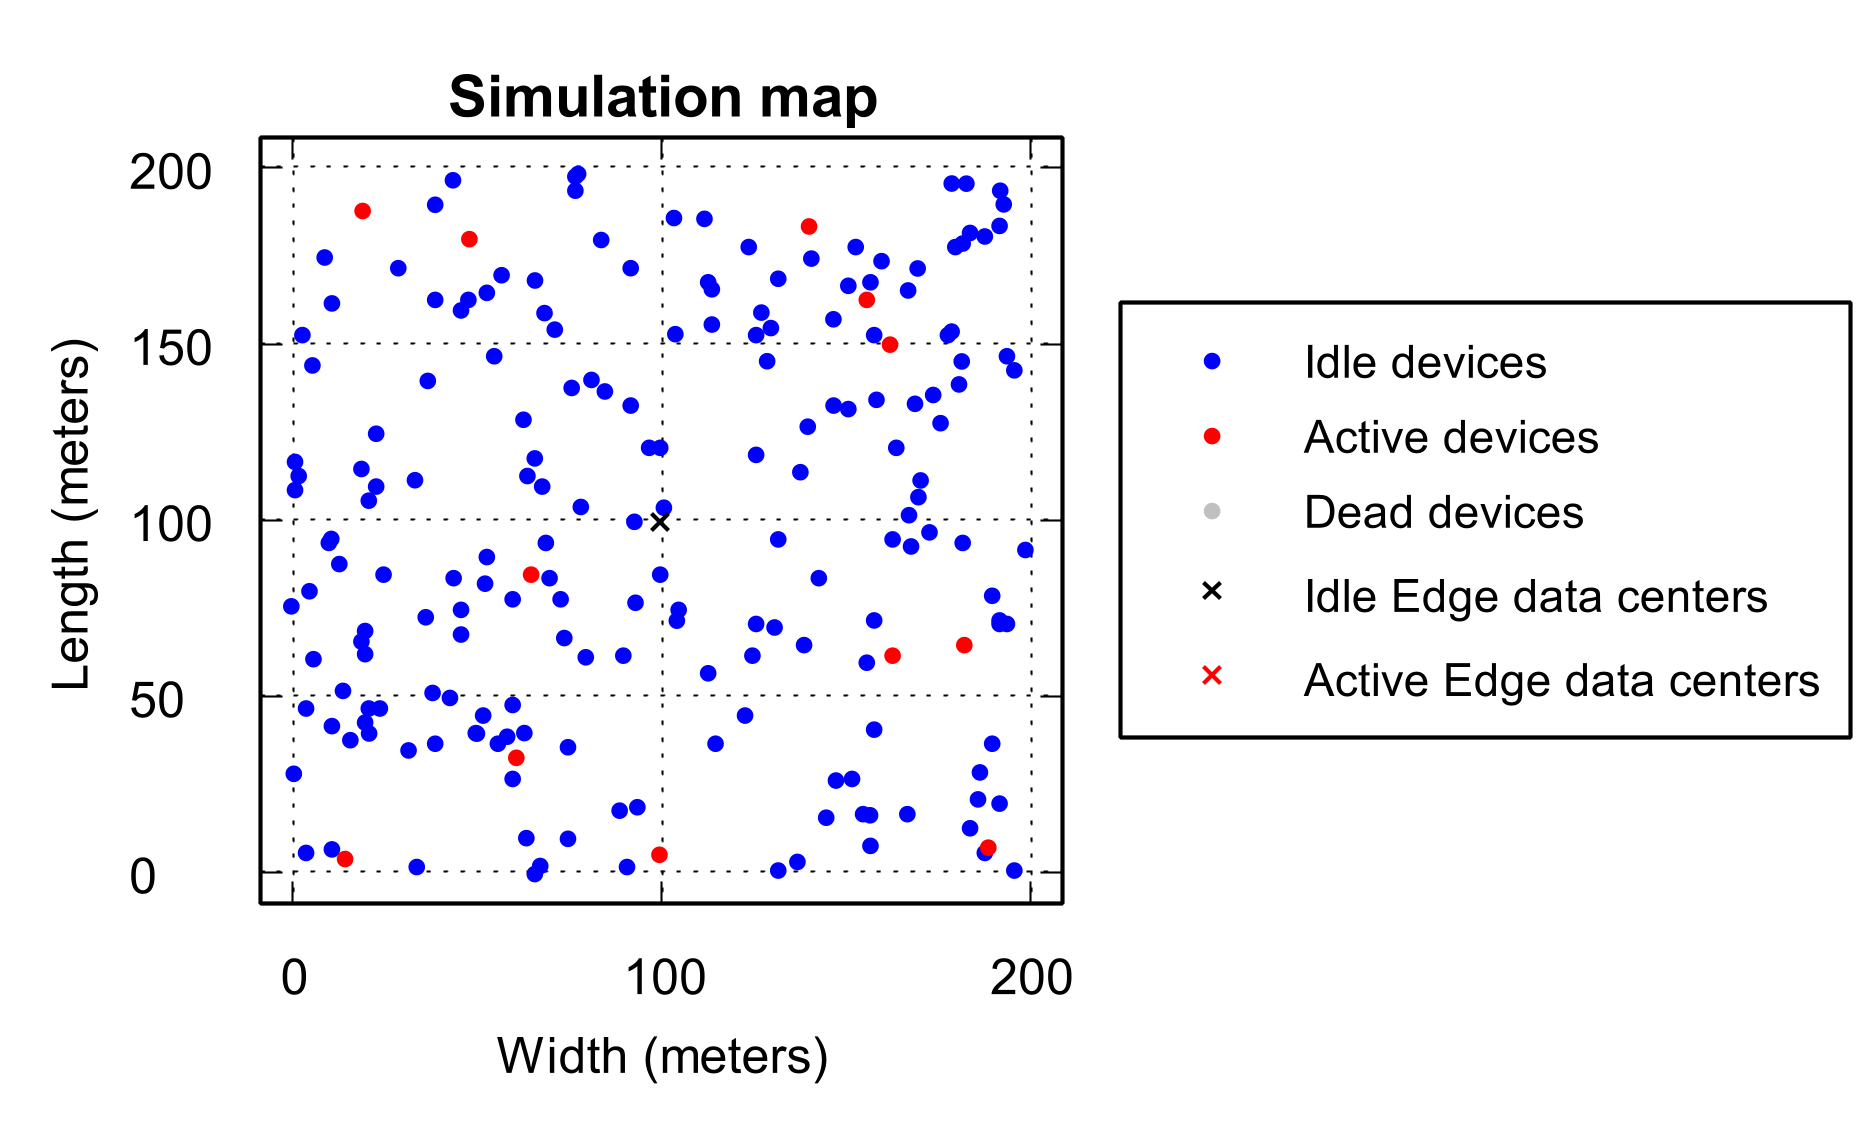 Simulation map
200
150
100
50
0
Length (meters)
0 100 200
Width (meters)
Idle devices
Active devices
Dead devices
Idle Edge data centers
Active Edge data centers